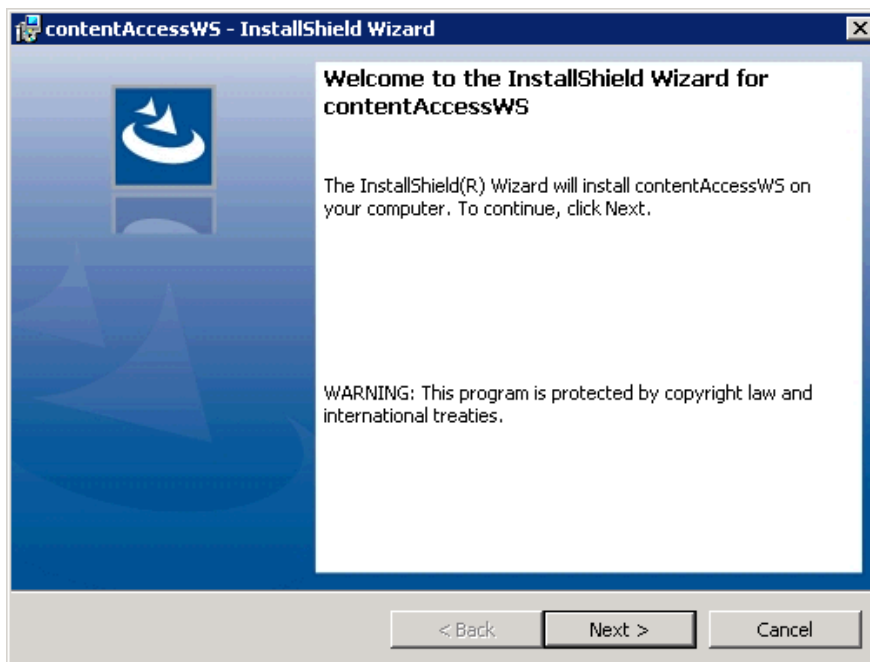 contentAccessWS - InstallShield Wizard
Welcome to the InstallShield Wizard for
contentAccessWS
The InstallShield(R) Wizard will install contentAccessWS on
your computer. To continue, click Next.
WARNING: This program is protected by copyright law and
international treaties.
< Back
Next >
Cancel